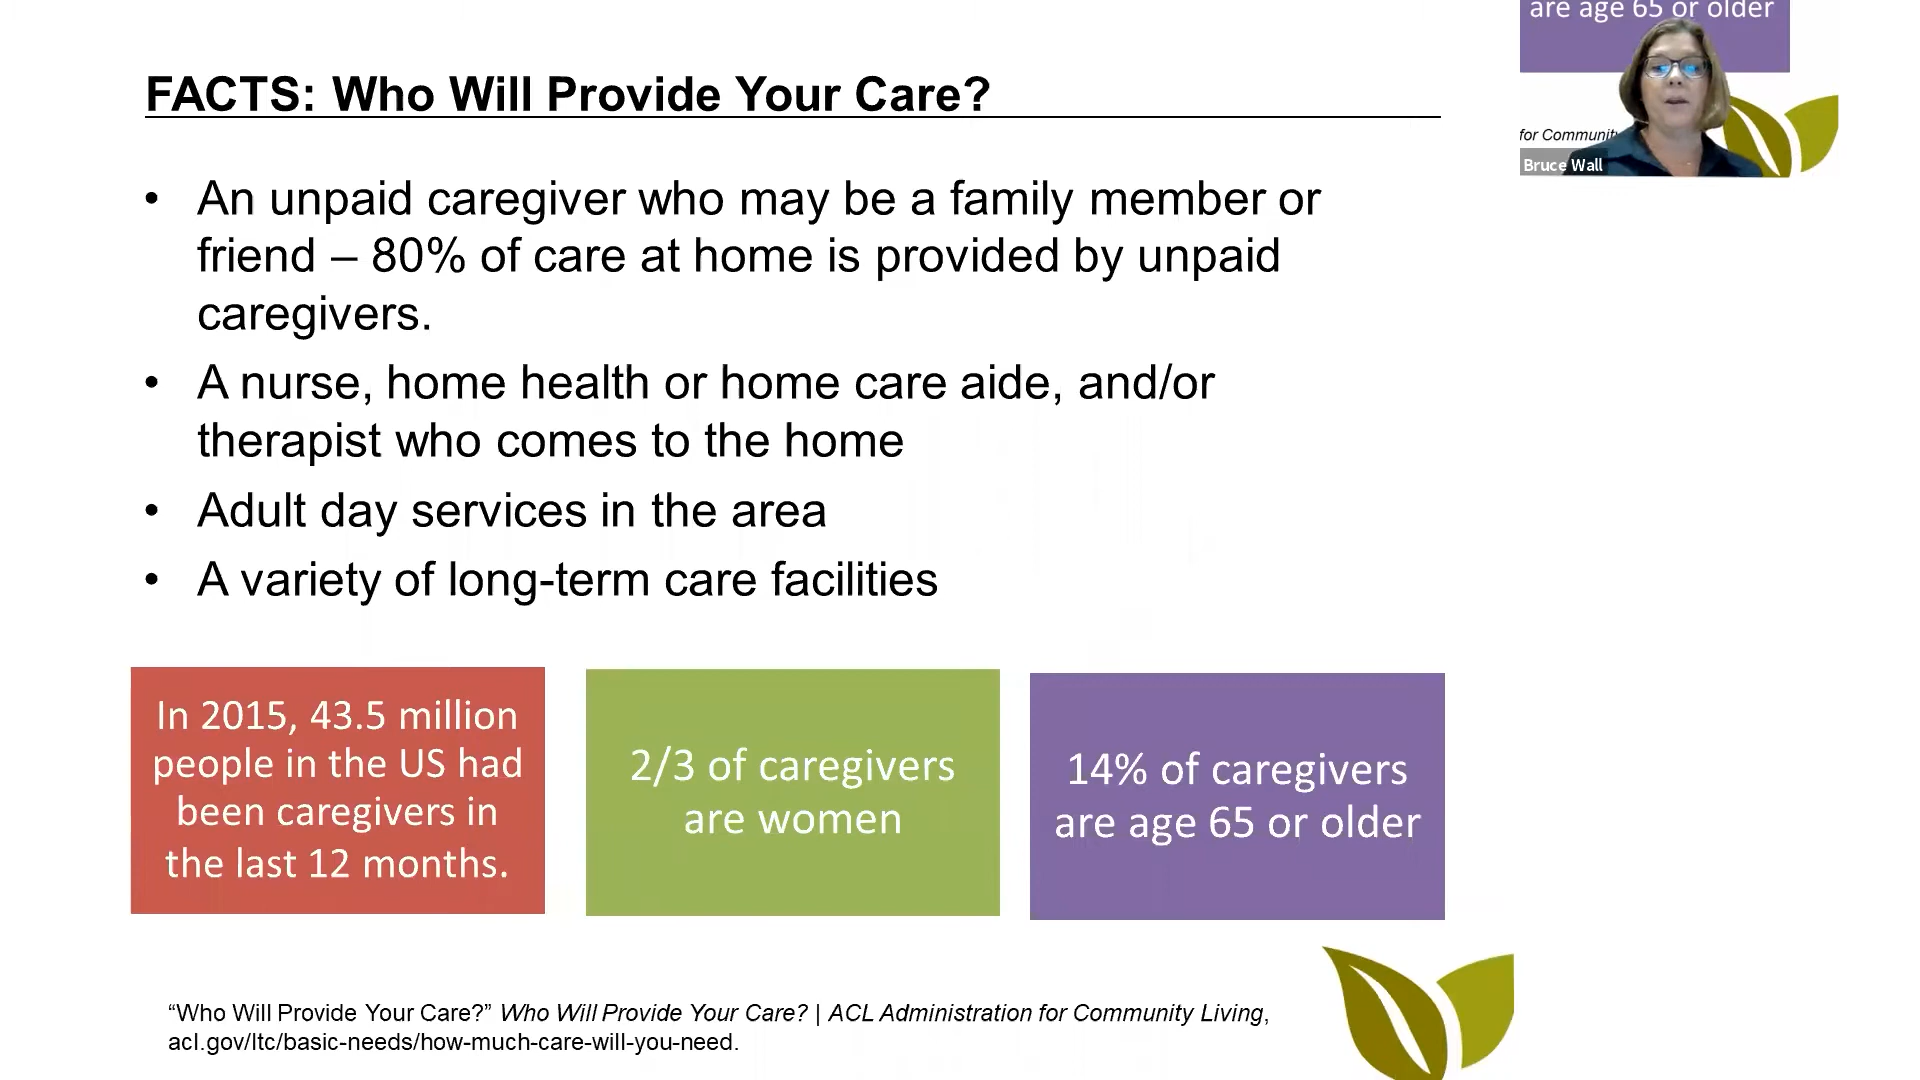 FACTS: Who Will Provide Your Care?
• An unpaid caregiver who may be a family member or
friend – 80% of care at home is provided by unpaid
caregivers.
• A nurse, home health or home care aide, and/or
therapist who comes to the home
• Adult day services in the area
• A variety of long-term care facilities
In 2015, 43.5 million
people in the US had
been caregivers in
the last 12 months.
2/3 of caregivers
are women
14% of caregivers
are age 65 or older
“Who Will Provide Your Care?” Who Will Provide Your Care? | ACL Administration for Community Living,
acl.gov/ltc/basic-needs/how-much-care-will-you-need.
are age 65 or older
for Community
Bruce Wall